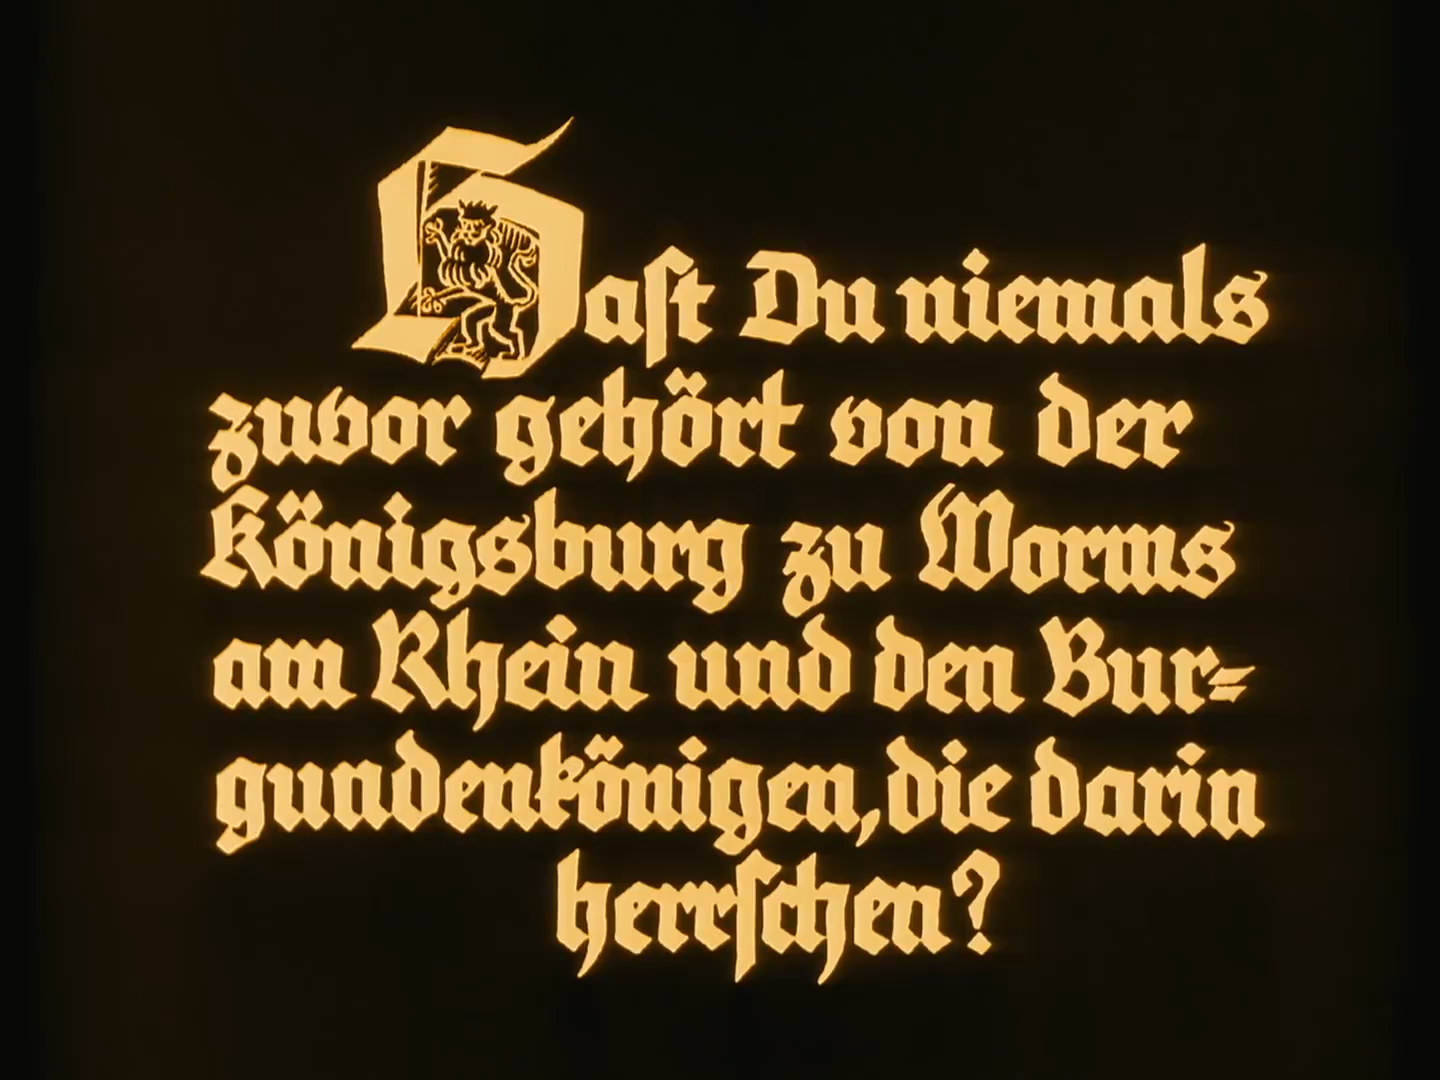 Hast Du niemals
zuvor gehört von der
Königsburg zu Worms
am Rhein und den Bur-
gundenkönigen, die darin
herrschen?